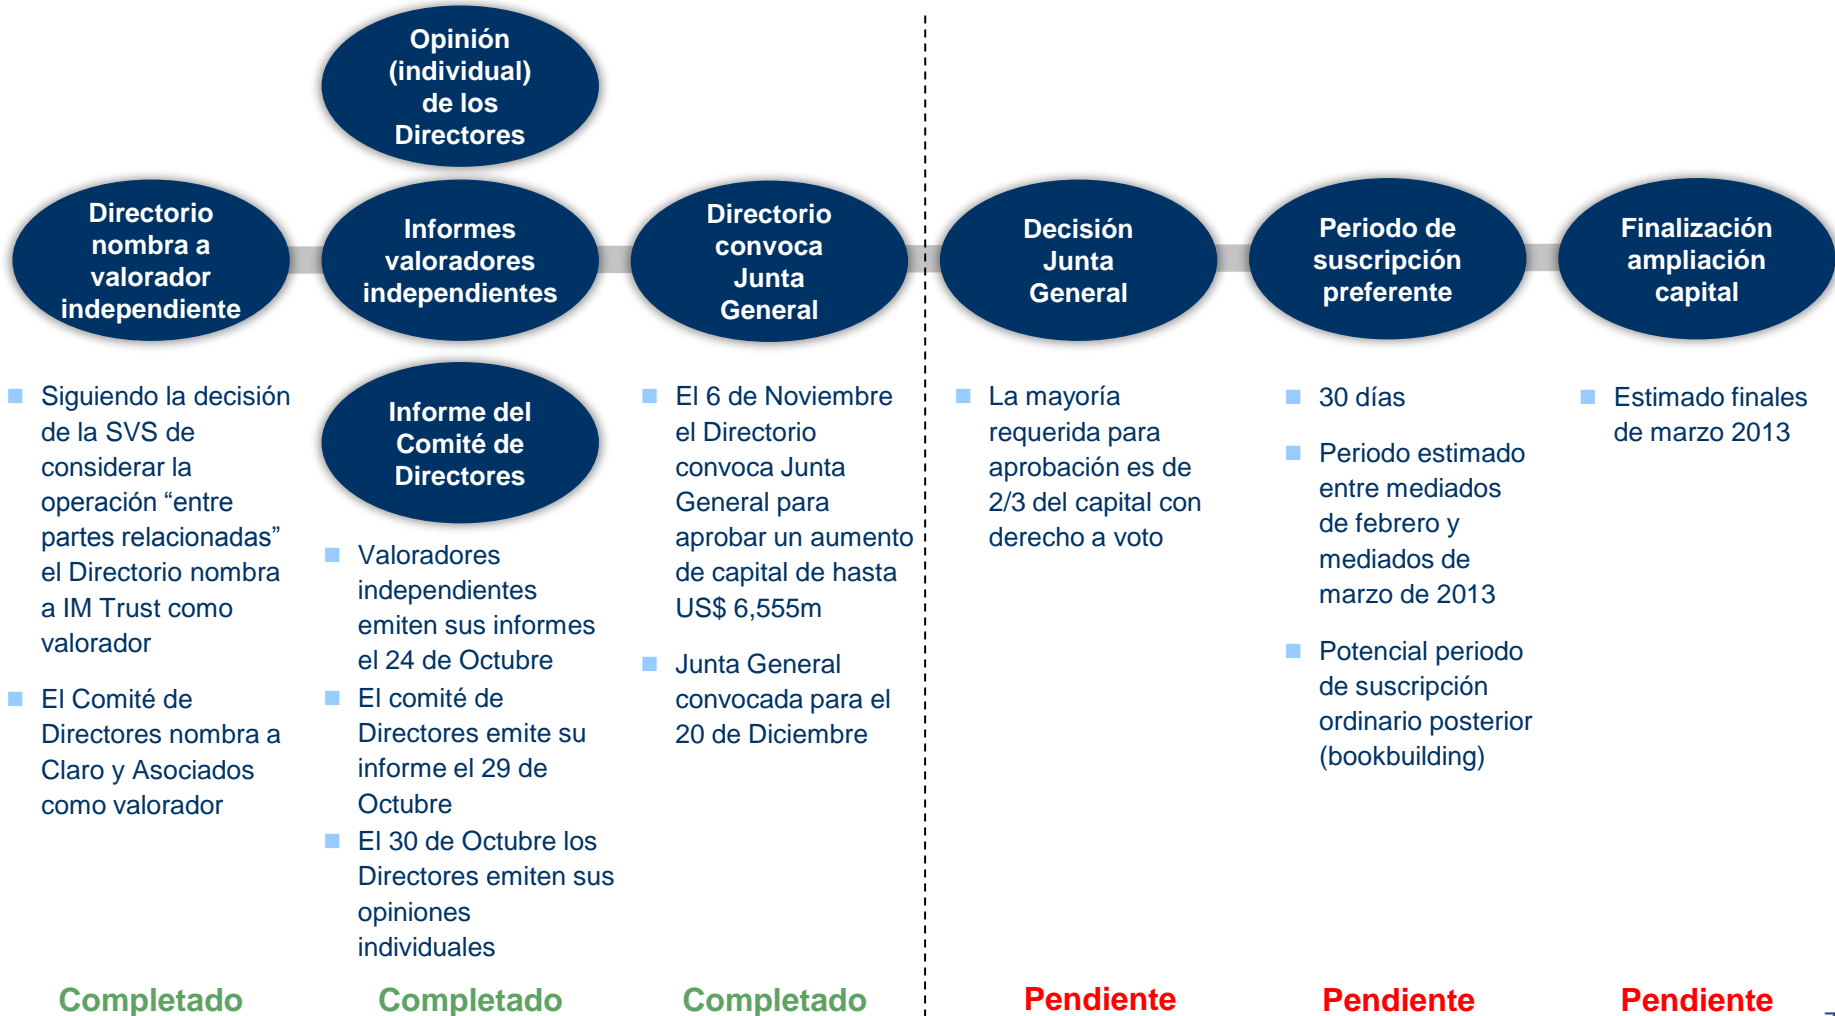 Opinión
(individual)
de los
Directores
Directorio
nombra a
valorador
independiente
Informes
valoradores
independientes
Directorio
convoca
Junta
General
Decisión
Junta
General
Periodo de
suscripción
preferente
Finalización
ampliación
capital
Siguiendo la decisión
de la SVS de
considerar la
operación “entre
partes relacionadas”
el Directorio nombra
a IM Trust como
valorador
El Comité de
Directores nombra a
Claro y Asociados
como valorador
Informe del
Comité de
Directores
Valoradores
independientes
emiten sus informes
el 24 de Octubre
El comité de
Directores emite su
informe el 29 de
Octubre
El 30 de Octubre los
Directores emiten sus
opiniones
individuales
El 6 de Noviembre
el Directorio
convoca Junta
General para
aprobar un aumento
de capital de hasta
US$ 6,555m
Junta General
convocada para el
20 de Diciembre
La mayoría
requerida para
aprobación es de
2/3 del capital con
derecho a voto
30 días
Periodo estimado
entre mediados
de febrero y
mediados de
marzo de 2013
Potencial periodo
de suscripción
ordinario posterior
(bookbuilding)
Estimado finales
de marzo 2013
Completado
Completado
Completado
Pendiente
Pendiente
Pendiente